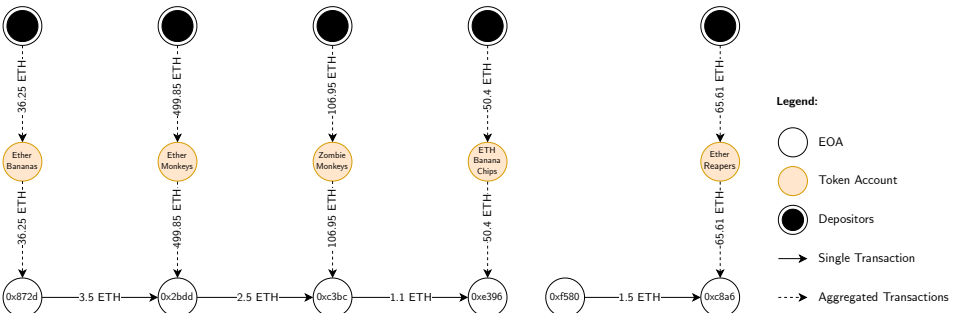 36.25 ETH
499.85 ETH
106.95 ETH
50.4 ETH
65.61 ETH
Ether
Bananas
Ether
Monkeys
Zombie
Monkeys
ETH
Banana
Chips
Ether
Reapers
36.25 ETH
499.85 ETH
106.95 ETH
50.4 ETH
65.61 ETH
0x872d
3.5 ETH
0x2bdd
2.5 ETH
0xc3bc
1.1 ETH
0xe396
0xf580
1.5 ETH
0xc8a6
Legend:
EOA
Token Account
Depositors
Single Transaction
Aggregated Transactions